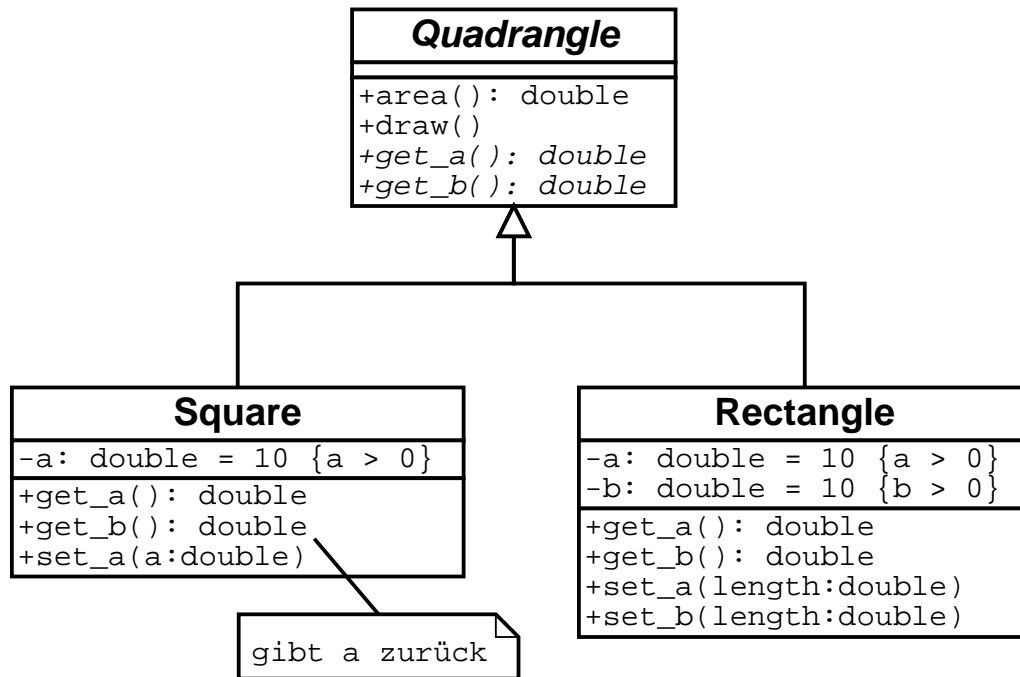 Quadrangle
+area(): double
+draw()
+get_a(): double
+get_b(): double
Square
-a: double = 10 {a > 0}
+get_a(): double
+get_b(): double
+set_a(a:double)
gibt a zurück
Rectangle
-a: double = 10 {a > 0}
-b: double = 10 {b > 0}
+get_a(): double
+get_b(): double
+set_a(length:double)
+set_b(length:double)